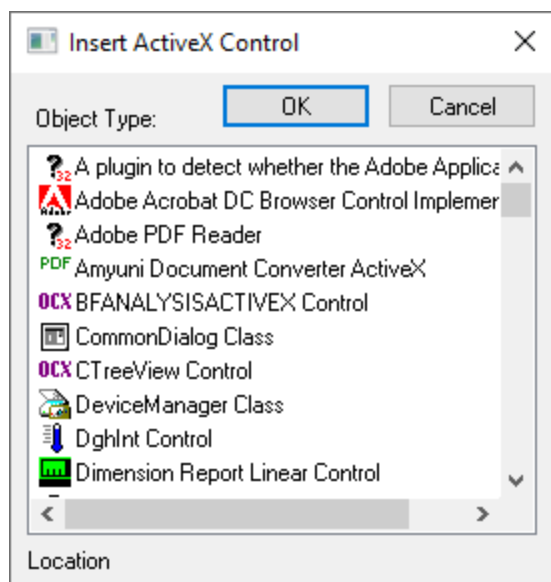 Insert ActiveX Control
Object Type:
OK
Cancel
A plugin to detect whether the Adobe Applica
Adobe Acrobat DC Browser Control Implemer
Adobe PDF Reader
PDF Amyuni Document Converter ActiveX
OCX BFANALYSISACTIVEX Control
CommonDialog Class
OCX CTreeView Control
DeviceManager Class
DghInt Control
Dimension Report Linear Control
Location